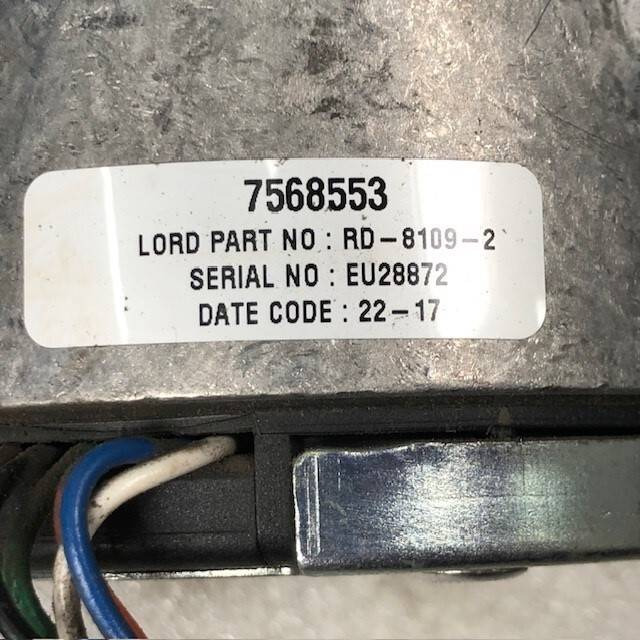 7568553
LORD PART NO : RD-8109-2
SERIAL NO : EU28872
DATE CODE : 22-17